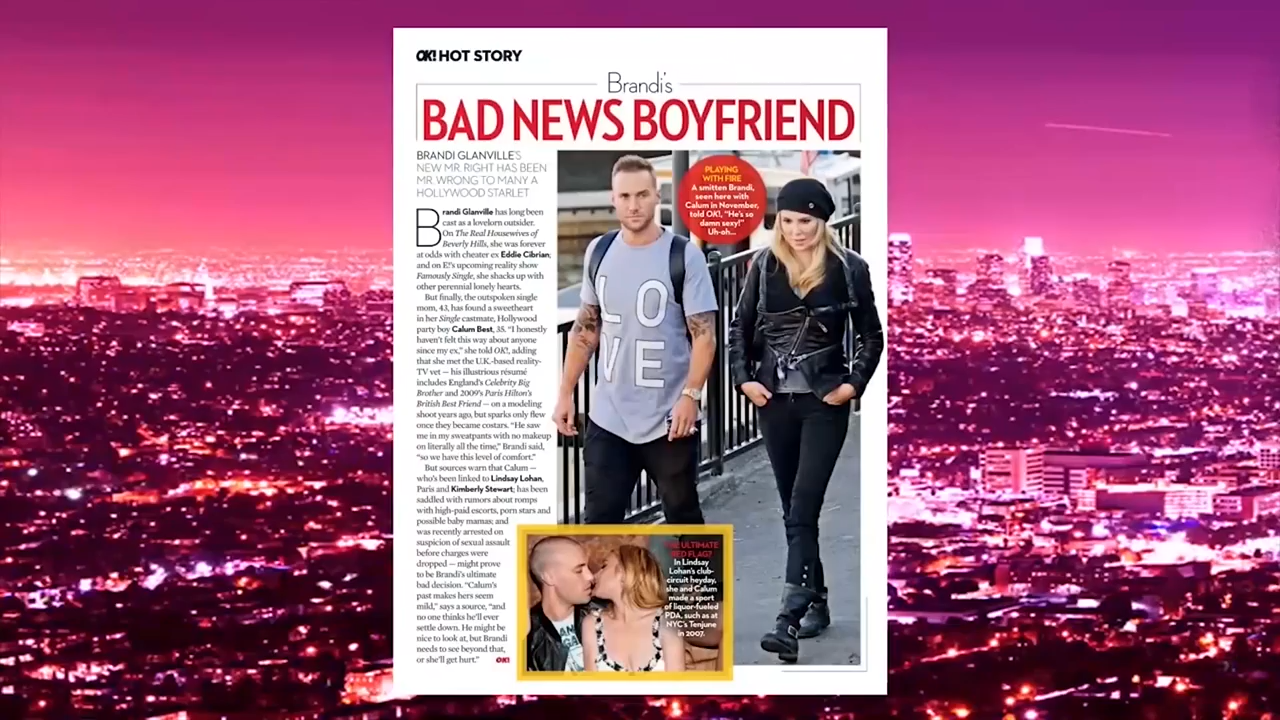 OK! HOT STORY
Brandi's
BAD NEWS BOYFRIEND
BRANDI GLANVILLE'S
NEW MR. RIGHT HAS BEEN
MR. WRONG TO MANY A
HOLLYWOOD STARLET
Brandi Glanville has long been
cast as a lovelorn outsider.
On The Real Housewives of
Beverly Hills, she was forever
at odds with cheater ex Eddie Cibrian;
and on E!'s upcoming reality show
Famously Single, she shacks up with
other perennial lonely hearts.
But finally, the outspoken single
mom, 43, has found a sweetheart
in her Single castmate, Hollywood
party boy Calum Best, 35. "I honestly
haven't felt this way about anyone
since my ex," she told OK!, adding
that she met the U.K.-based reality-
TV vet — his illustrious résumé
includes England's Celebrity Big
Brother and 2009's Paris Hilton's
British Best Friend — on a modeling
shoot years ago, but sparks only flew
once they became costars. "He saw
me in my sweatpants with no makeup
on literally all the time," Brandi said,
"so we have this level of comfort."
But sources warn that Calum —
who's been linked to Lindsay Lohan,
Paris and Kimberly Stewart; has been
saddled with rumors about romps
with high-paid escorts, porn stars and
possible baby mamas; and
was recently arrested on
suspicion of sexual assault
before charges were
dropped — might prove
to be Brandi's ultimate
bad decision. "Calum's
past makes hers seem
mild," says a source, "and
no one thinks he'll ever
settle down. He might be
nice to look at, but Brandi
needs to see beyond that,
or she'll get hurt." OK!
PLAYING
WITH FIRE
A smitten Brandi,
seen here with
Calum in November,
told OK!, "He's so
damn sexy!"
Uh-oh...
LO
VE
THE ULTIMATE
RED FLAG?
In Lindsay
Lohan's club-
circuit heyday,
she and Calum
made a sport
of liquor-fueled
PDA, such as at
NYC's Tenjune
in 2007.